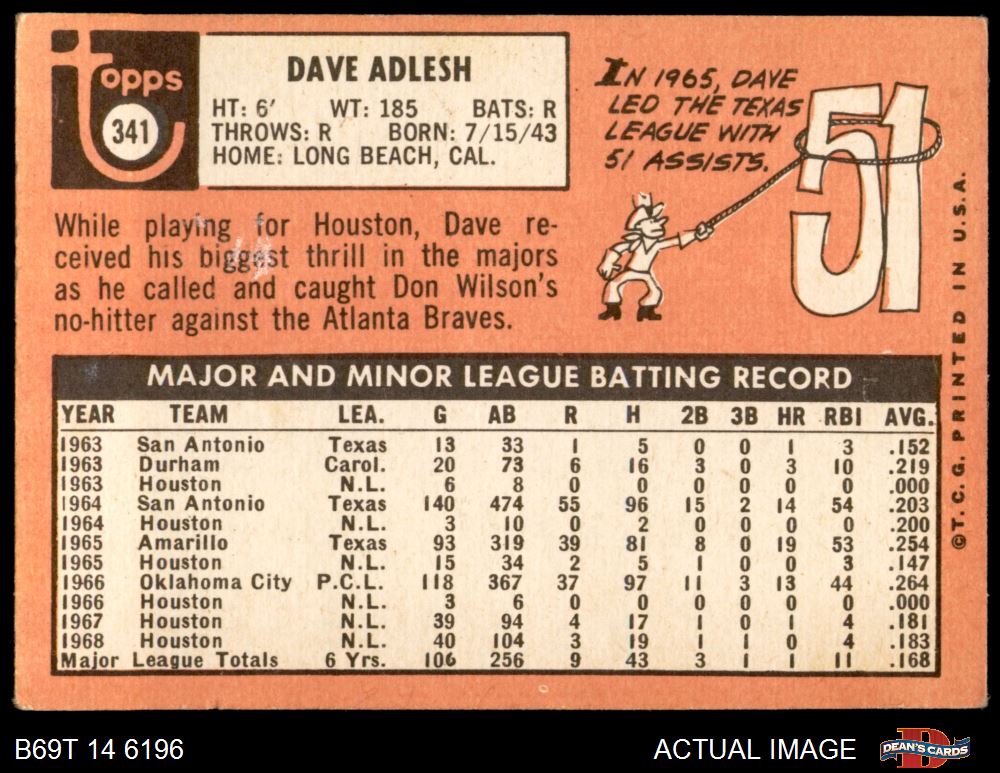 topps
341
DAVE ADLESH
HT: 6' WT: 185 BATS: R
THROWS: R BORN: 7/15/43
HOME: LONG BEACH, CAL.
IN 1965, DAVE
LED THE TEXAS
LEAGUE WITH
51 ASSISTS.
51
While playing for Houston, Dave re-
ceived his biggest thrill in the majors
as he called and caught Don Wilson's
no-hitter against the Atlanta Braves.
MAJOR AND MINOR LEAGUE BATTING RECORD
YEAR TEAM LEA. G AB R H 2B 3B HR RBI AVG.
1963 San Antonio Texas 13 33 1 5 0 0 1 3 .152
1963 Durham Carol. 20 73 6 16 3 0 3 10 .219
1963 Houston N.L. 6 8 0 0 0 0 0 0 .000
1964 San Antonio Texas 140 474 55 96 15 2 14 54 .203
1964 Houston N.L. 3 10 0 2 0 0 0 0 .200
1965 Amarillo Texas 93 319 39 81 8 0 19 53 .254
1965 Houston N.L. 15 34 2 5 1 0 0 3 .147
1966 Oklahoma City P.C.L. 118 367 37 97 11 3 13 44 .264
1966 Houston N.L. 3 6 0 0 0 0 0 0 .000
1967 Houston N.L. 39 94 4 17 1 0 1 4 .181
1968 Houston N.L. 40 104 3 19 1 1 0 4 .183
Major League Totals 6 Yrs. 106 256 9 43 3 1 1 11 .168
©T.C.G. PRINTED IN U.S.A.
B69T 14 6196
ACTUAL IMAGE
DEAN'S CARDS